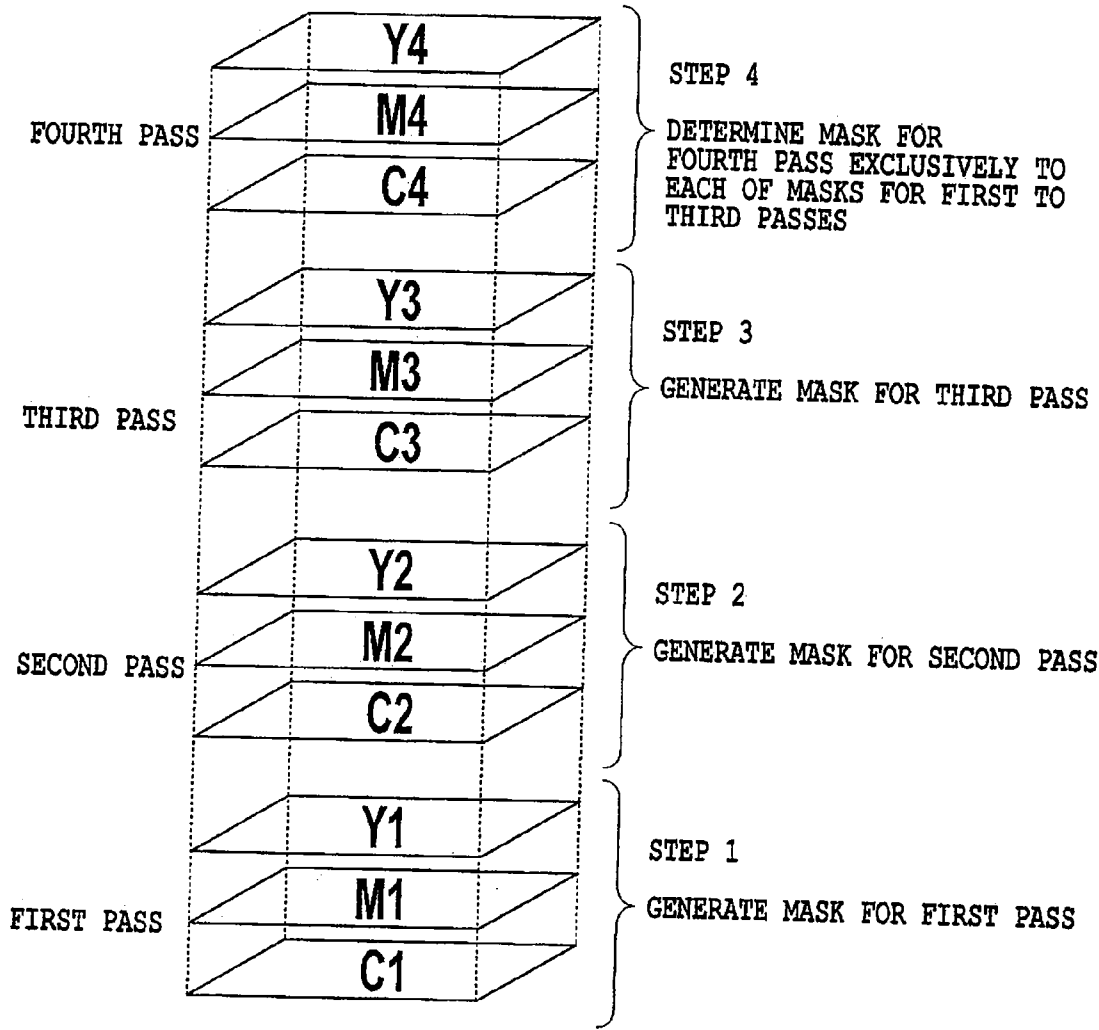 Y4
M4
C4
FOURTH PASS
STEP 4
DETERMINE MASK FOR
FOURTH PASS EXCLUSIVELY TO
EACH OF MASKS FOR FIRST TO
THIRD PASSES
Y3
M3
C3
THIRD PASS
STEP 3
GENERATE MASK FOR THIRD PASS
Y2
M2
C2
SECOND PASS
STEP 2
GENERATE MASK FOR SECOND PASS
Y1
M1
C1
FIRST PASS
STEP 1
GENERATE MASK FOR FIRST PASS